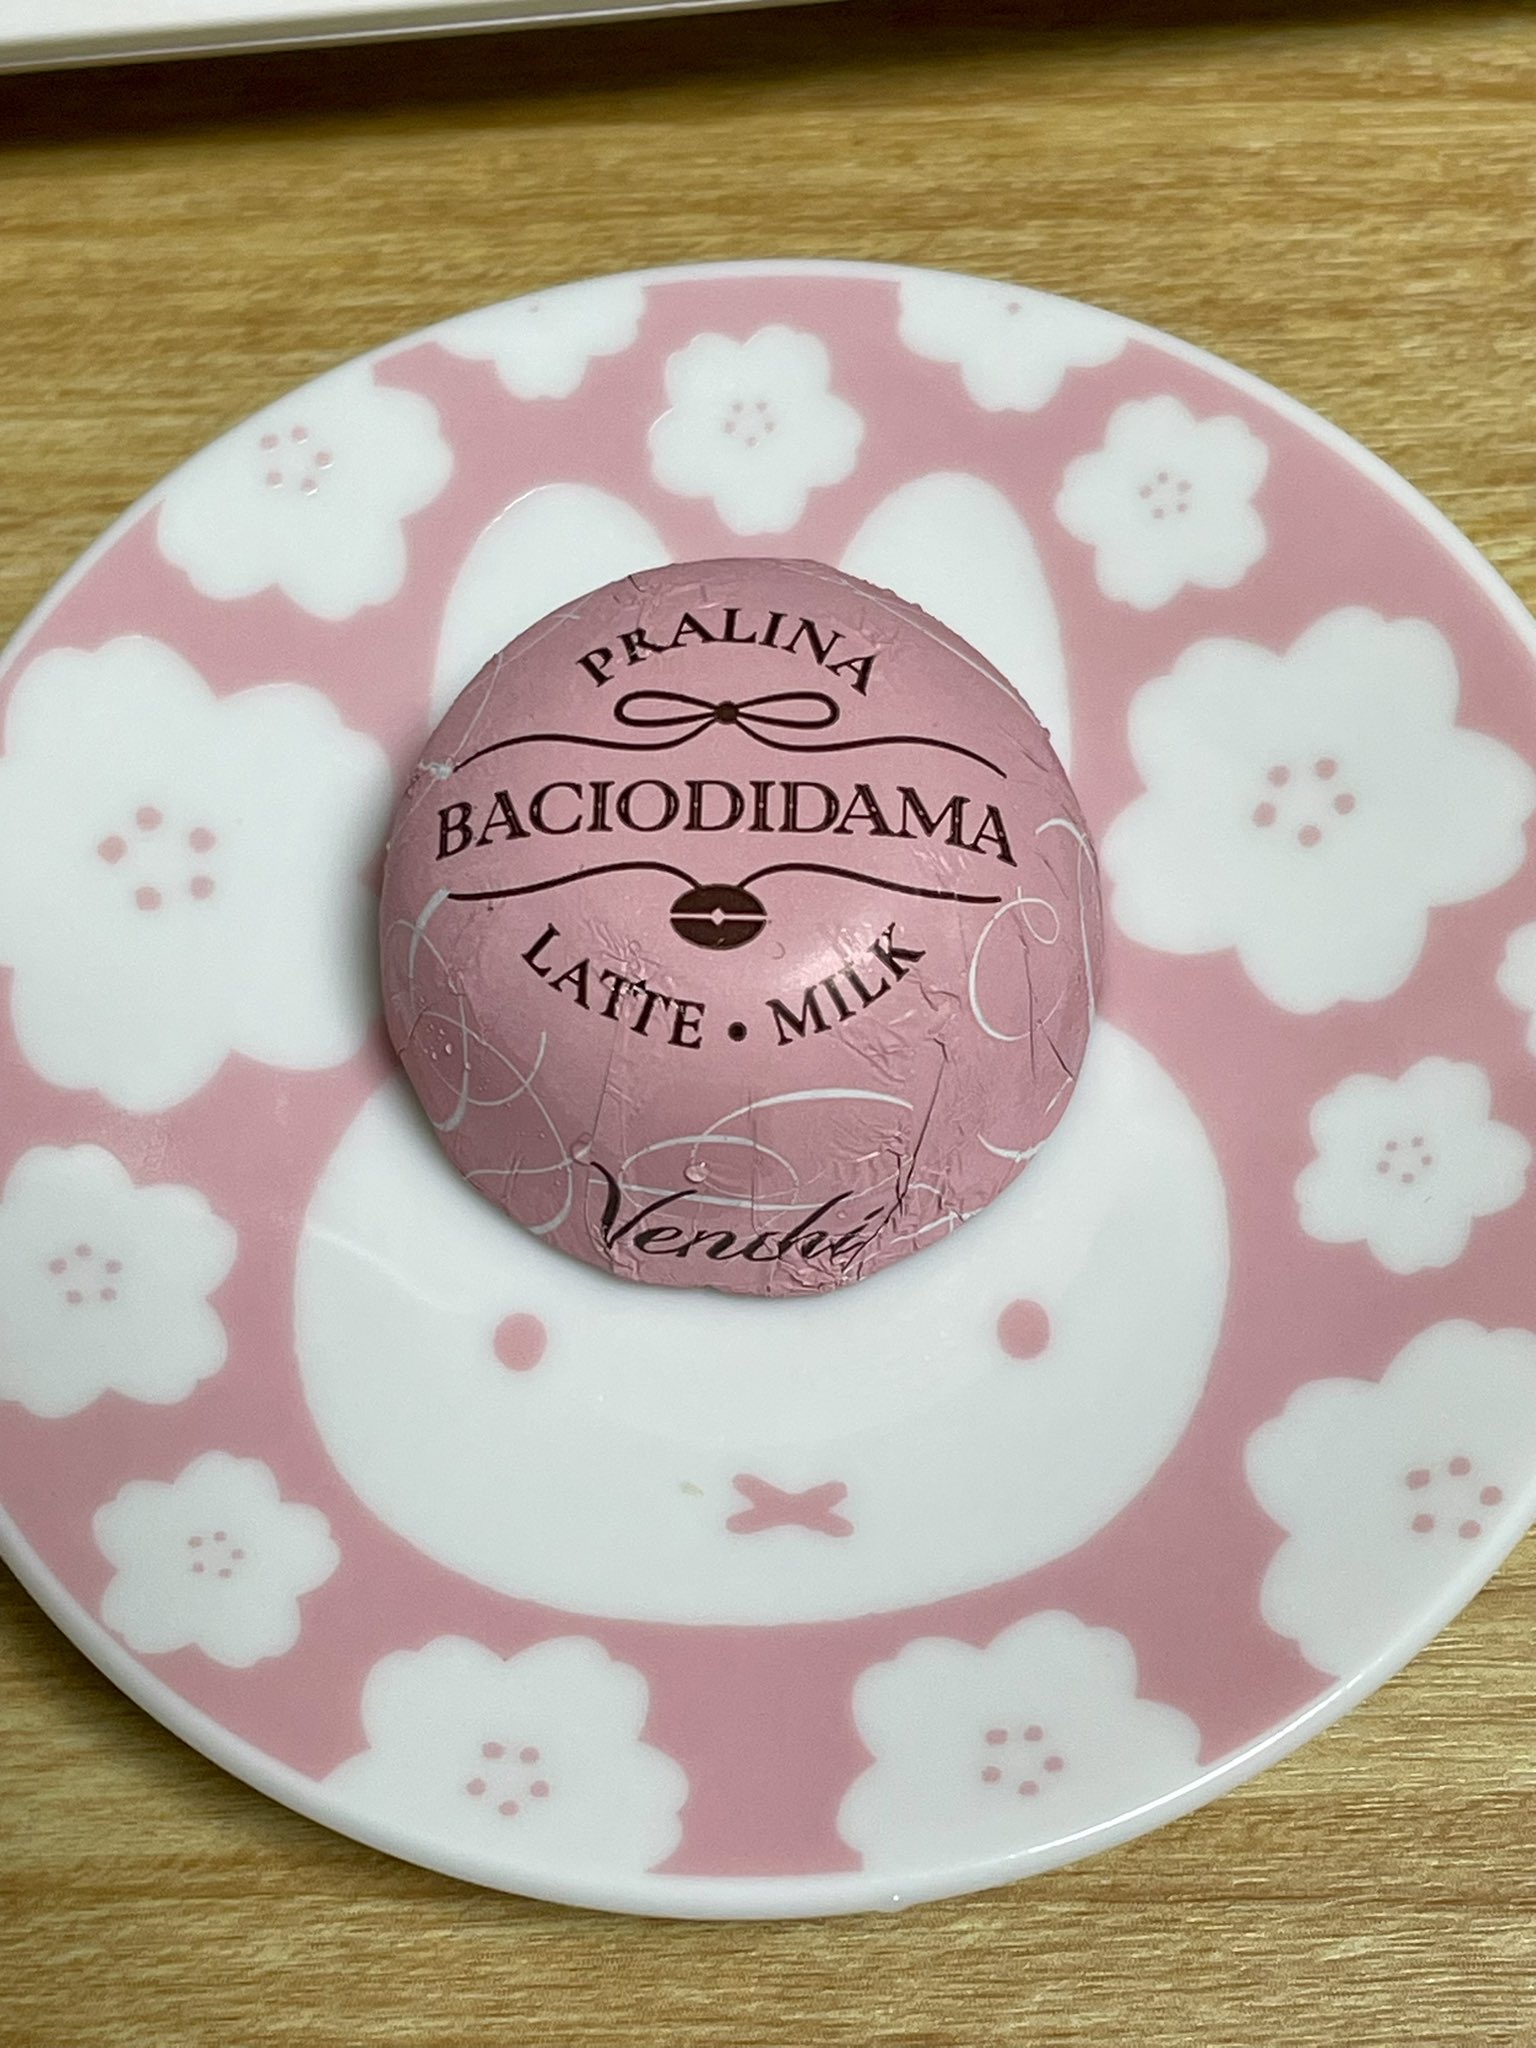 PRALINA
BACIODIDAMA
LATTE • MILK
Venchi